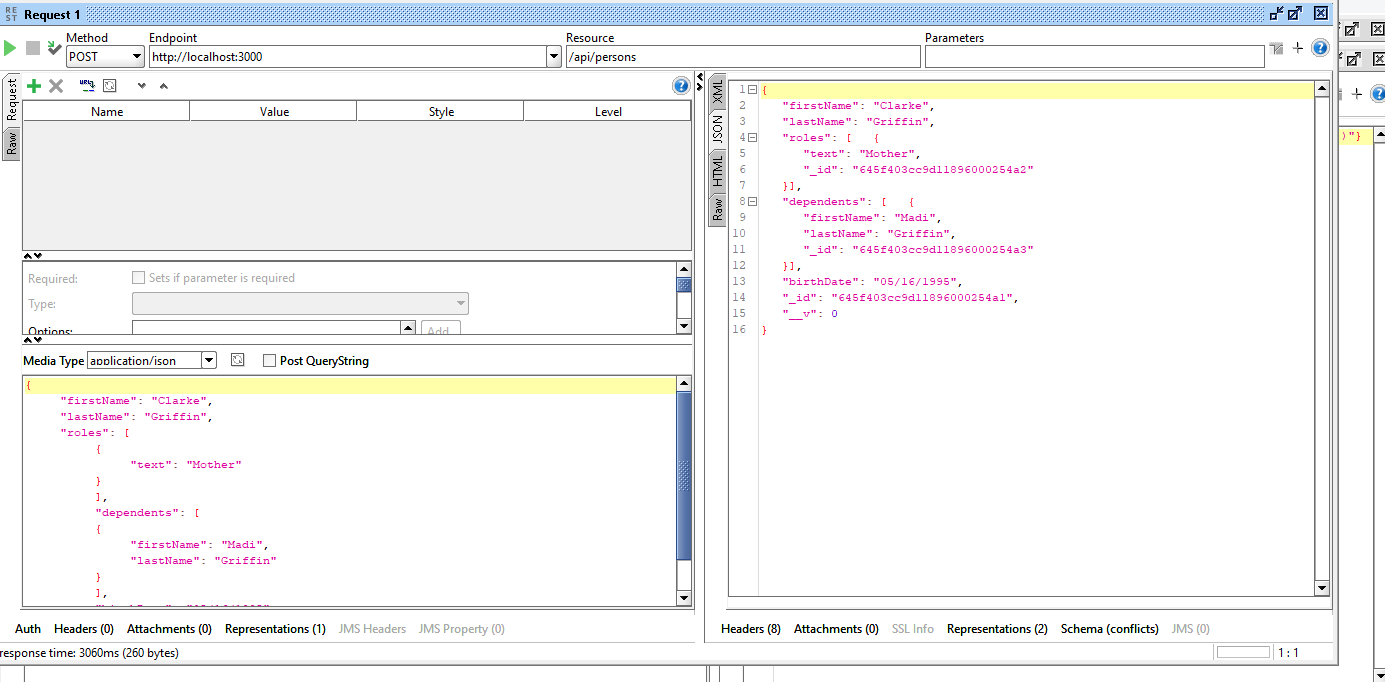 RE
ST
Request 1
Method
Endpoint
Resource
Parameters
POST
http://localhost:3000
/api/persons
Request
Raw
URL
Name Value Style Level
Required: Sets if parameter is required
Type:
Options: Add
Media Type application/json Post QueryString
{
"firstName": "Clarke",
"lastName": "Griffin",
"roles": [
{
"text": "Mother"
}
],
"dependents": [
{
"firstName": "Madi",
"lastName": "Griffin"
}
],
Auth Headers (0) Attachments (0) Representations (1) JMS Headers JMS Property (0)
response time: 3060ms (260 bytes)
XML
JSON
HTML
Raw
1 {
2 "firstName": "Clarke",
3 "lastName": "Griffin",
4 "roles": [ {
5 "text": "Mother",
6 "_id": "645f403cc9d11896000254a2"
7 }],
8 "dependents": [ {
9 "firstName": "Madi",
10 "lastName": "Griffin",
11 "_id": "645f403cc9d11896000254a3"
12 }],
13 "birthDate": "05/16/1995",
14 "_id": "645f403cc9d11896000254a1",
15 "__v": 0
16 }
Headers (8) Attachments (0) SSL Info Representations (2) Schema (conflicts) JMS (0)
1 : 1
)"}